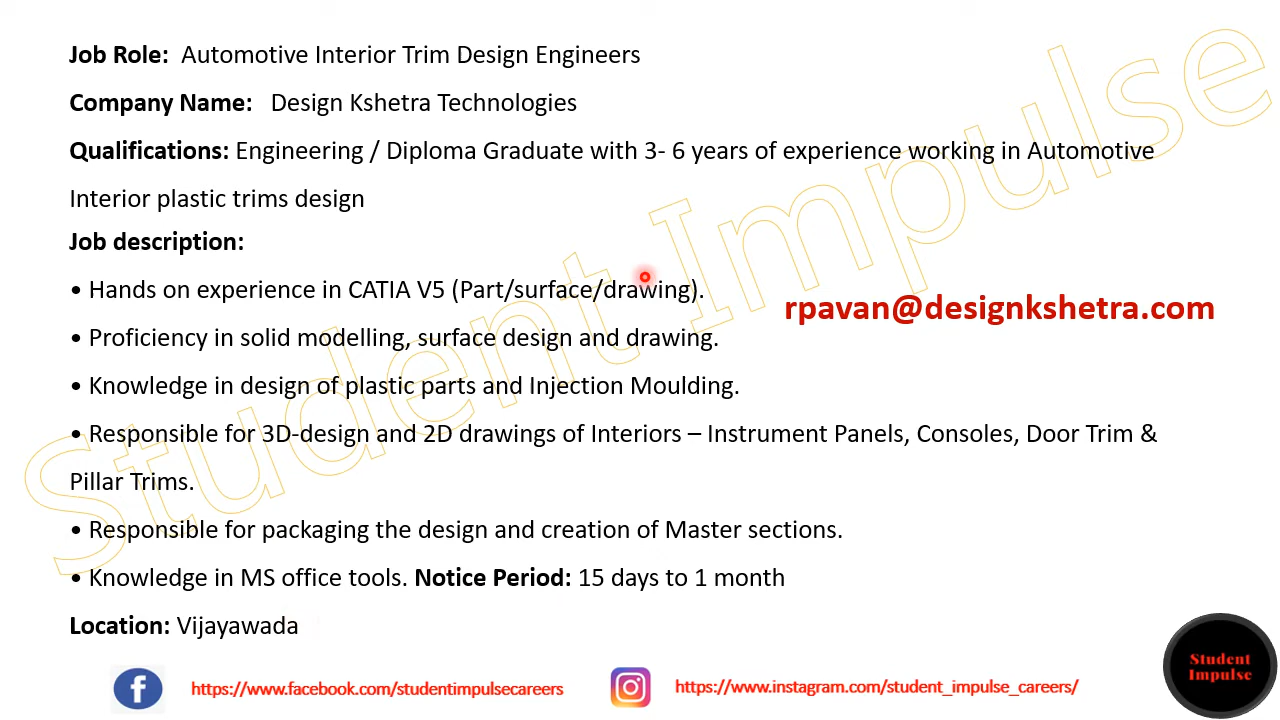 Job Role: Automotive Interior Trim Design Engineers
Company Name: Design Kshetra Technologies
Qualifications: Engineering / Diploma Graduate with 3- 6 years of experience working in Automotive
Interior plastic trims design
Job description:
• Hands on experience in CATIA V5 (Part/surface/drawing).
rpavan@designkshetra.com
• Proficiency in solid modelling, surface design and drawing.
• Knowledge in design of plastic parts and Injection Moulding.
• Responsible for 3D-design and 2D drawings of Interiors – Instrument Panels, Consoles, Door Trim &
Pillar Trims.
• Responsible for packaging the design and creation of Master sections.
• Knowledge in MS office tools. Notice Period: 15 days to 1 month
Location: Vijayawada
Student Impulse
https://www.facebook.com/studentimpulsecareers
https://www.instagram.com/student_impulse_careers/
Student
Impulse